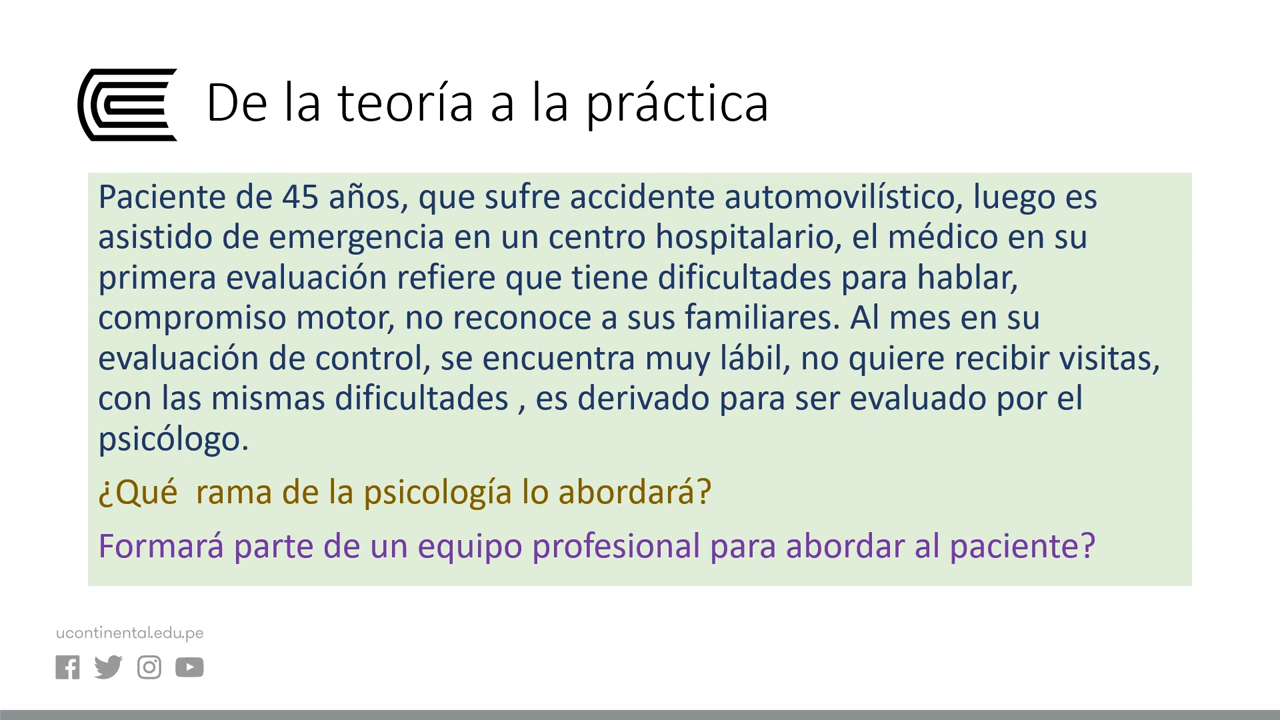 De la teoría a la práctica
Paciente de 45 años, que sufre accidente automovilístico, luego es
asistido de emergencia en un centro hospitalario, el médico en su
primera evaluación refiere que tiene dificultades para hablar,
compromiso motor, no reconoce a sus familiares. Al mes en su
evaluación de control, se encuentra muy lábil, no quiere recibir visitas,
con las mismas dificultades , es derivado para ser evaluado por el
psicólogo.
¿Qué  rama de la psicología lo abordará?
Formará parte de un equipo profesional para abordar al paciente?
ucontinental.edu.pe